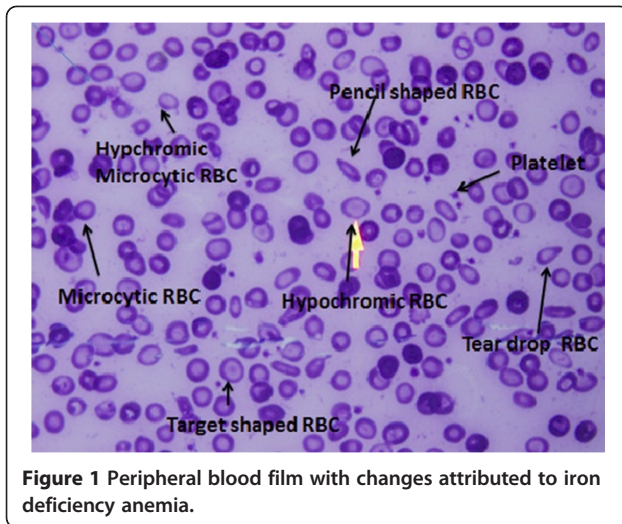 Pencil shaped RBC
Hypchromic
Microcytic RBC
Platelet
Microcytic RBC
Hypochromic RBC
Tear drop RBC
Target shaped RBC
Figure 1 Peripheral blood film with changes attributed to iron
deficiency anemia.